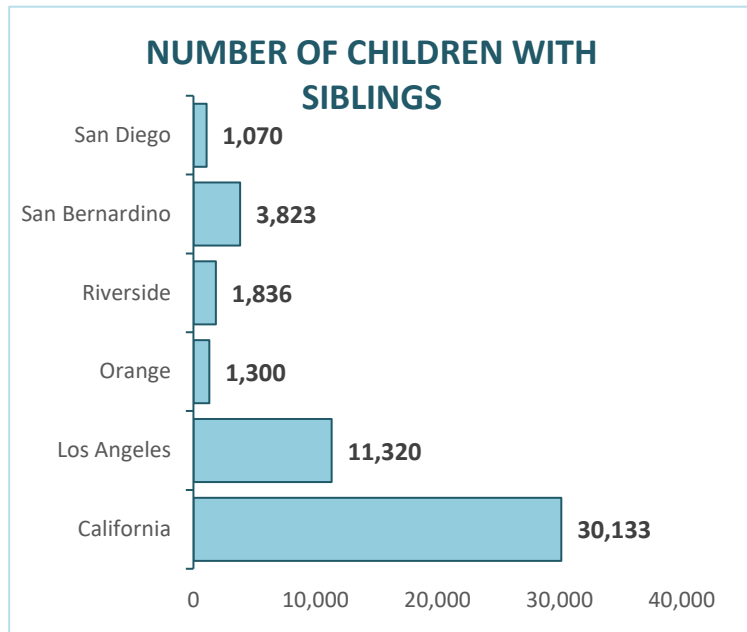 NUMBER OF CHILDREN WITH
SIBLINGS
San Diego 1,070
San Bernardino 3,823
Riverside 1,836
Orange 1,300
Los Angeles 11,320
California 30,133
0 10,000 20,000 30,000 40,000